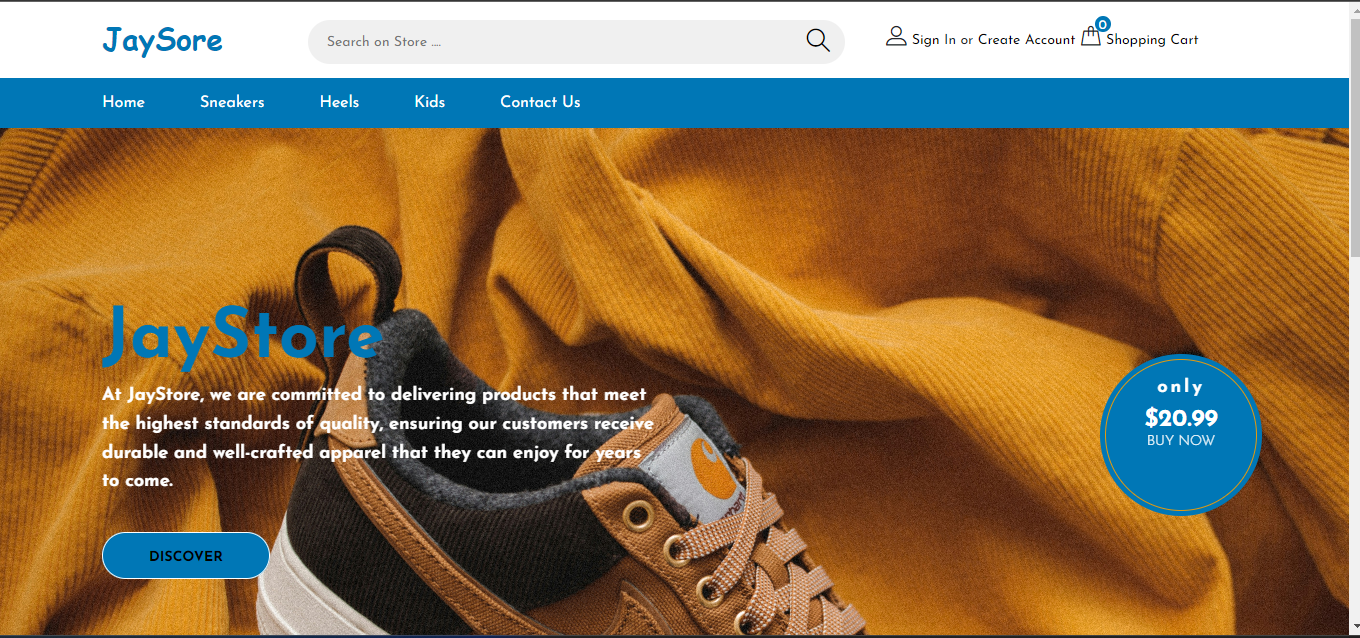 JaySore
Search on Store ....
Sign In or Create Account
0
Shopping Cart
Home
Sneakers
Heels
Kids
Contact Us
JayStore
At JayStore, we are committed to delivering products that meet
the highest standards of quality, ensuring our customers receive
durable and well-crafted apparel that they can enjoy for years
to come.
DISCOVER
only
$20.99
BUY NOW